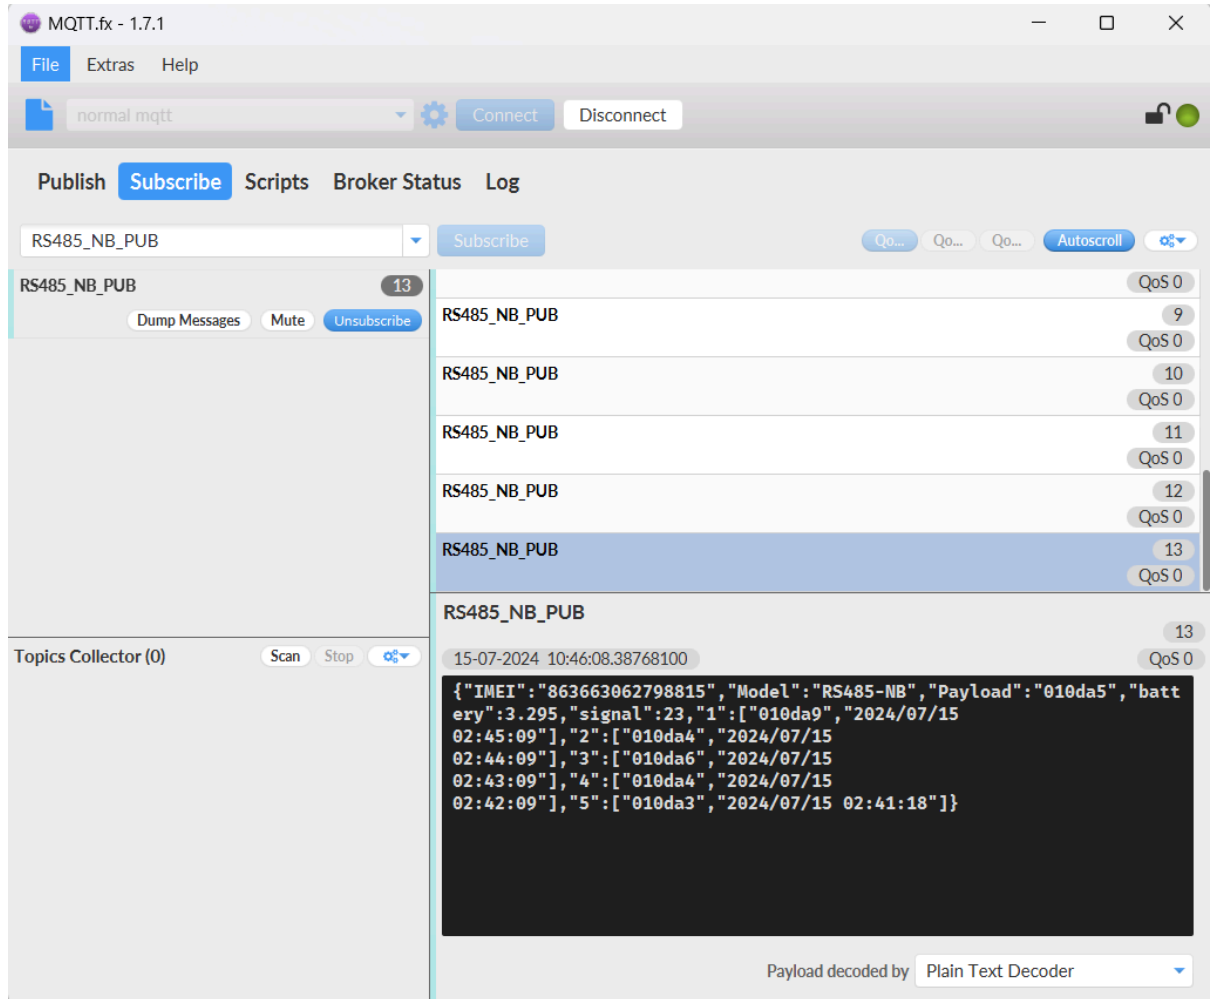 MQTT.fx - 1.7.1
File Extras Help
normal mqtt Connect Disconnect
Publish Subscribe Scripts Broker Status Log
RS485_NB_PUB Subscribe Qo... Qo... Qo... Autoscroll
RS485_NB_PUB 13
Dump Messages Mute Unsubscribe
QoS 0
RS485_NB_PUB 9
QoS 0
RS485_NB_PUB 10
QoS 0
RS485_NB_PUB 11
QoS 0
RS485_NB_PUB 12
QoS 0
RS485_NB_PUB 13
QoS 0
Topics Collector (0) Scan Stop
RS485_NB_PUB
13
15-07-2024 10:46:08.38768100 QoS 0
{"IMEI":"863663062798815","Model":"RS485-NB","Payload":"010da5","batt
ery":3.295,"signal":23,"1":["010da9","2024/07/15
02:45:09"],"2":["010da4","2024/07/15
02:44:09"],"3":["010da6","2024/07/15
02:43:09"],"4":["010da4","2024/07/15
02:42:09"],"5":["010da3","2024/07/15 02:41:18"]}
Payload decoded by Plain Text Decoder